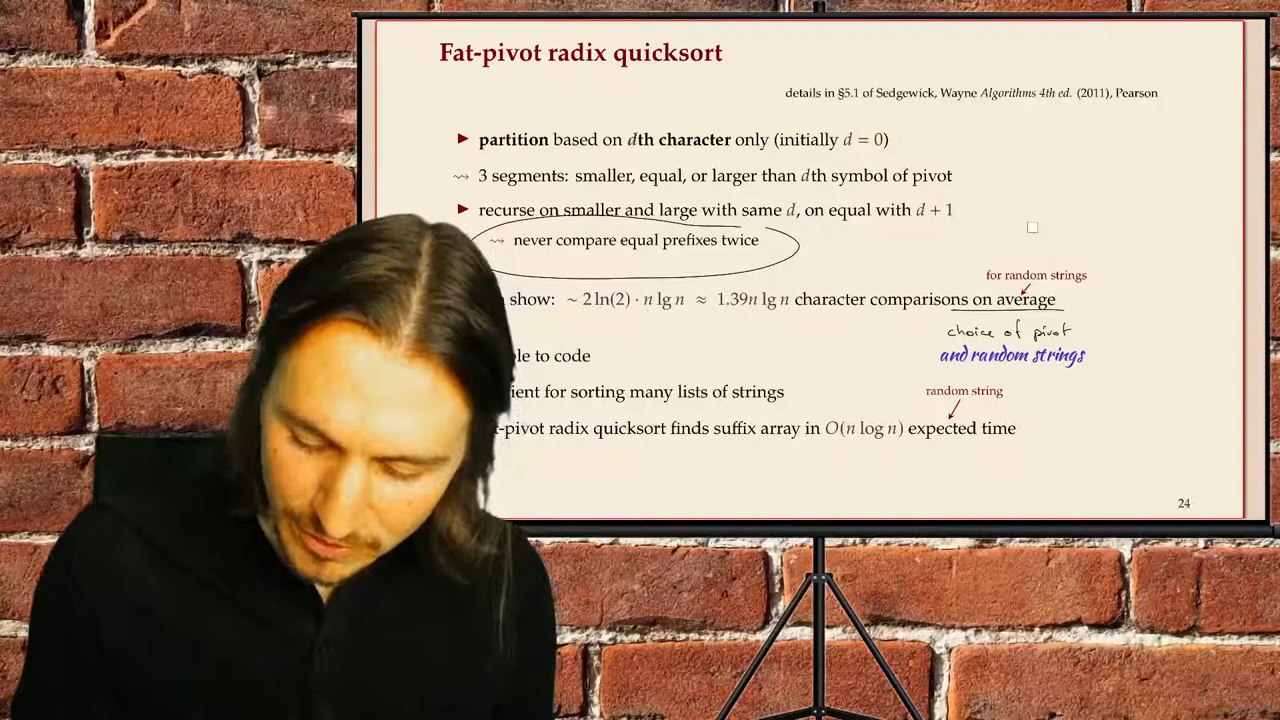 Fat-pivot radix quicksort
details in §5.1 of Sedgewick, Wayne Algorithms 4th ed. (2011), Pearson
▶ partition based on dth character only (initially d = 0)
⇝ 3 segments: smaller, equal, or larger than dth symbol of pivot
▶ recurse on smaller and large with same d, on equal with d + 1
⇝ never compare equal prefixes twice
for random strings
show: ∼ 2 ln(2) · n lg n ≈ 1.39n lg n character comparisons on average
choice of pivot
and random strings
to code
for sorting many lists of strings
random string
-pivot radix quicksort finds suffix array in O(n log n) expected time
24